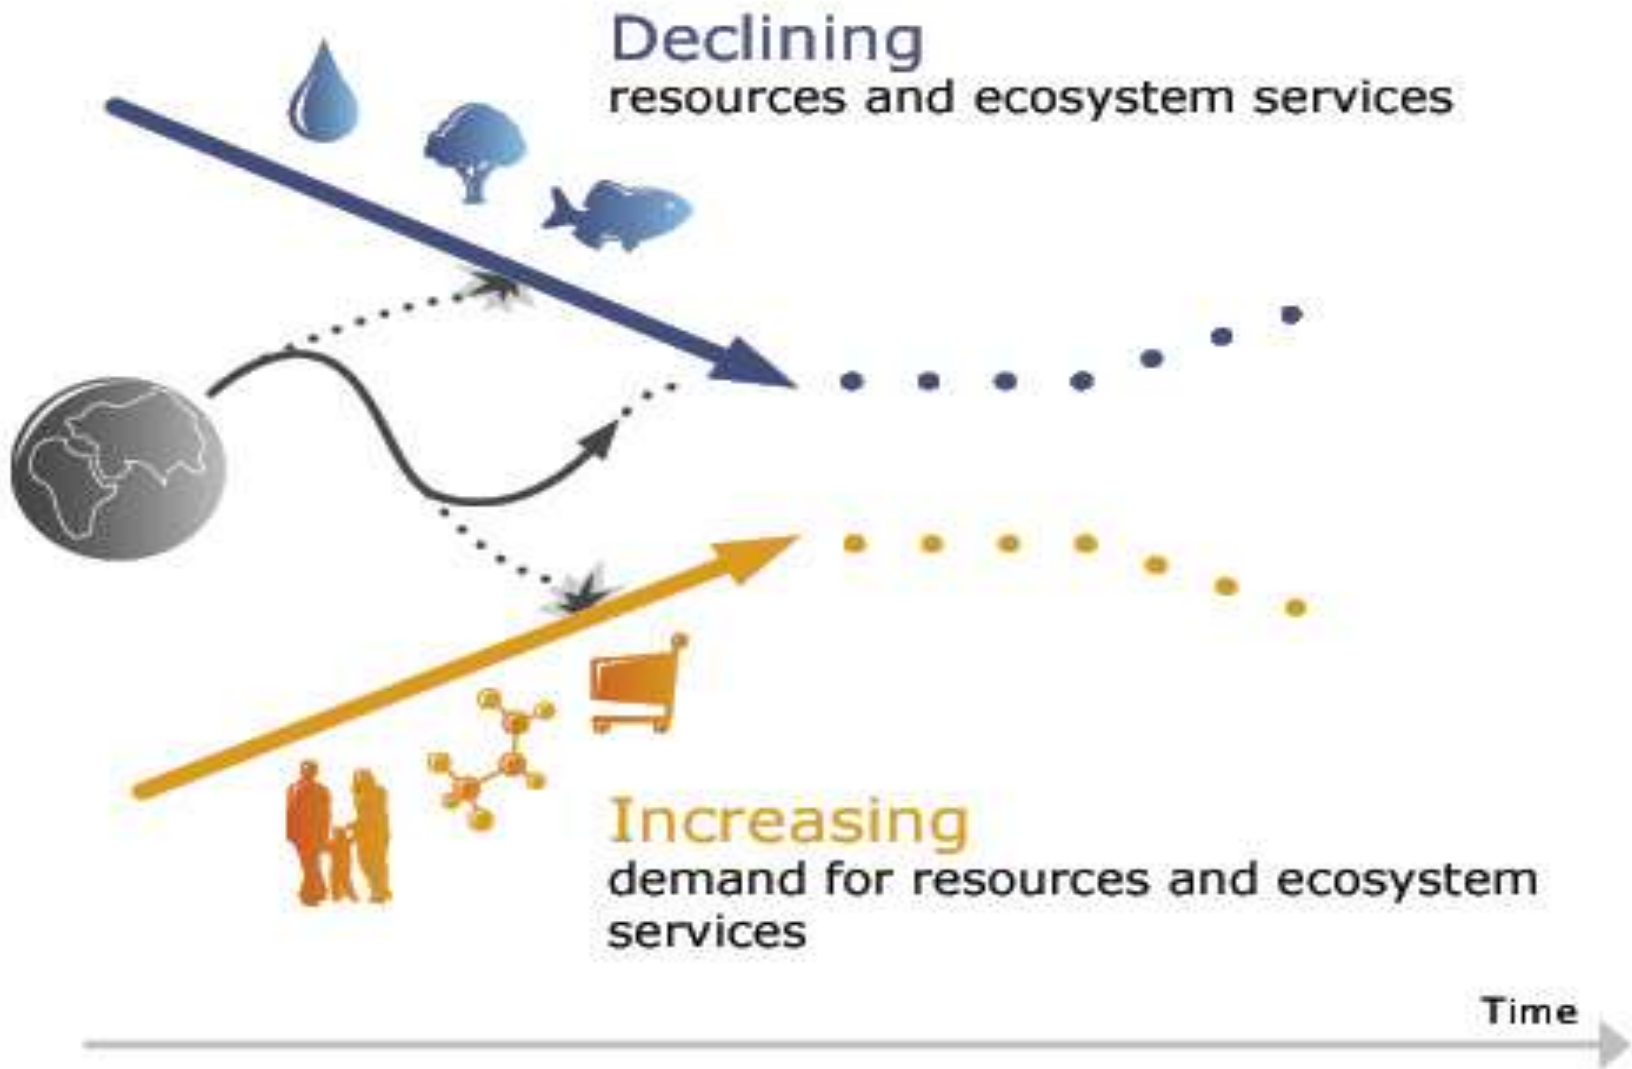 Declining
resources and ecosystem services
Increasing
demand for resources and ecosystem
services
Time